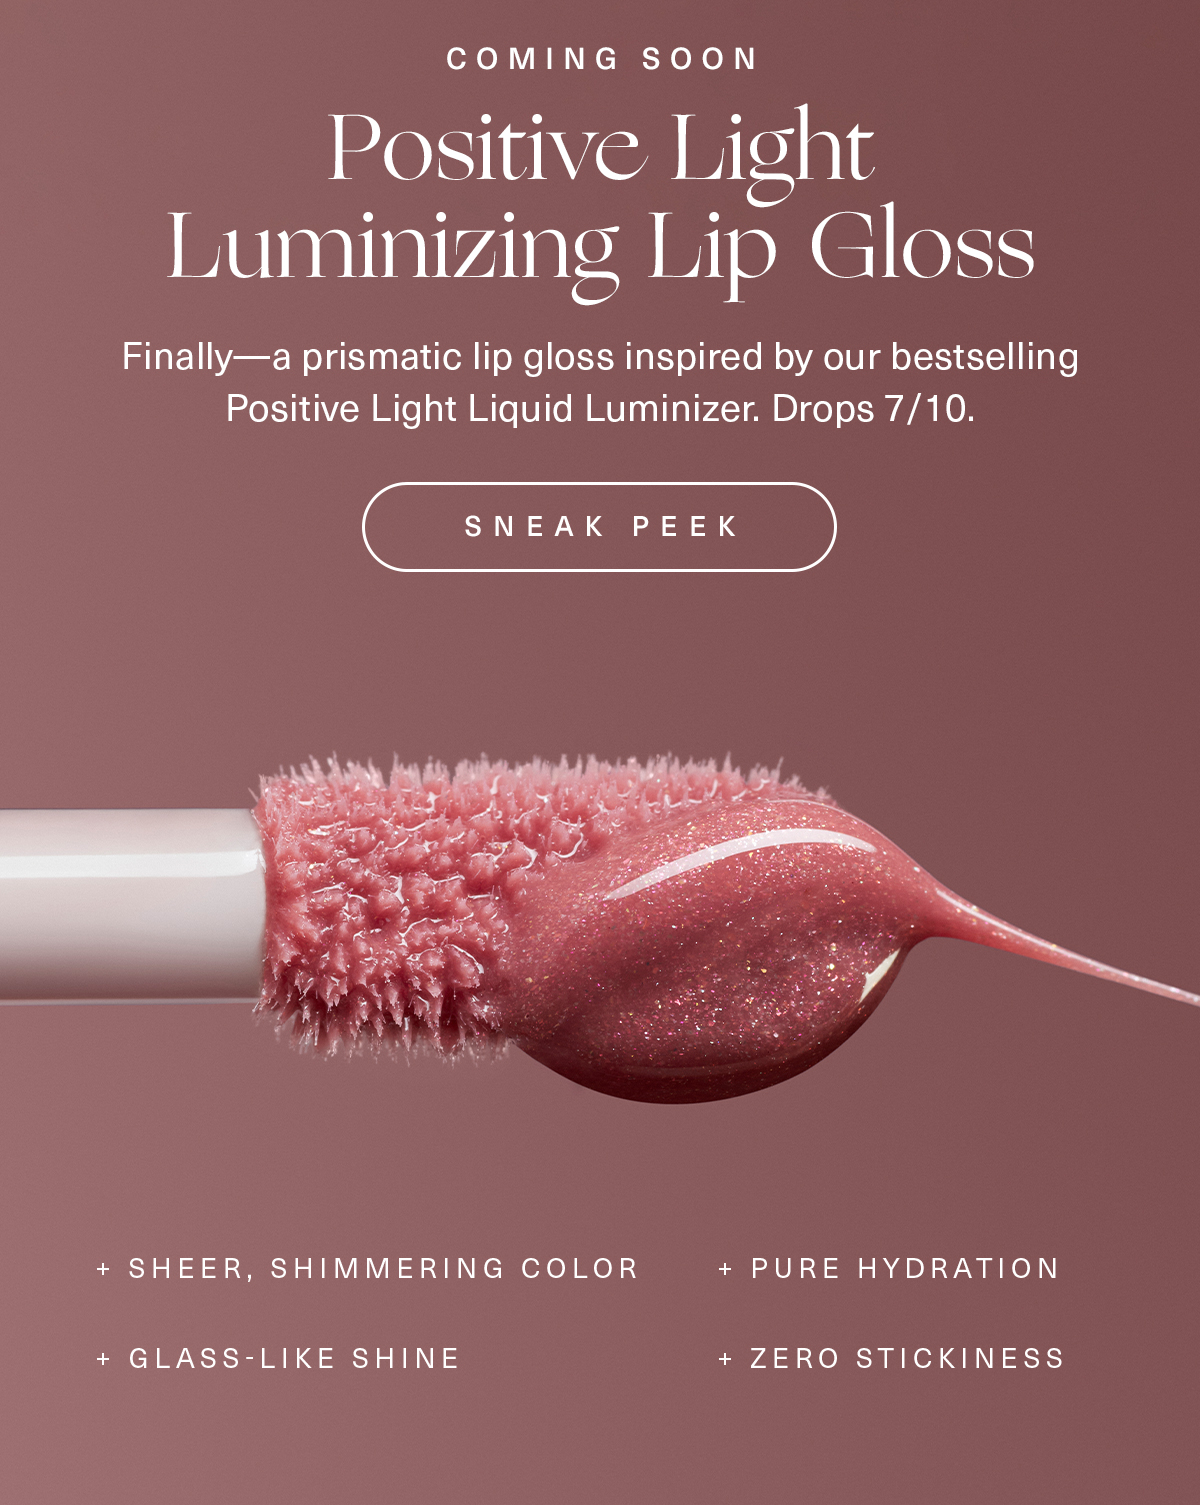 COMING SOON
Positive Light
Luminizing Lip Gloss
Finally—a prismatic lip gloss inspired by our bestselling
Positive Light Liquid Luminizer. Drops 7/10.
SNEAK PEEK
+ SHEER, SHIMMERING COLOR
+ PURE HYDRATION
+ GLASS-LIKE SHINE
+ ZERO STICKINESS